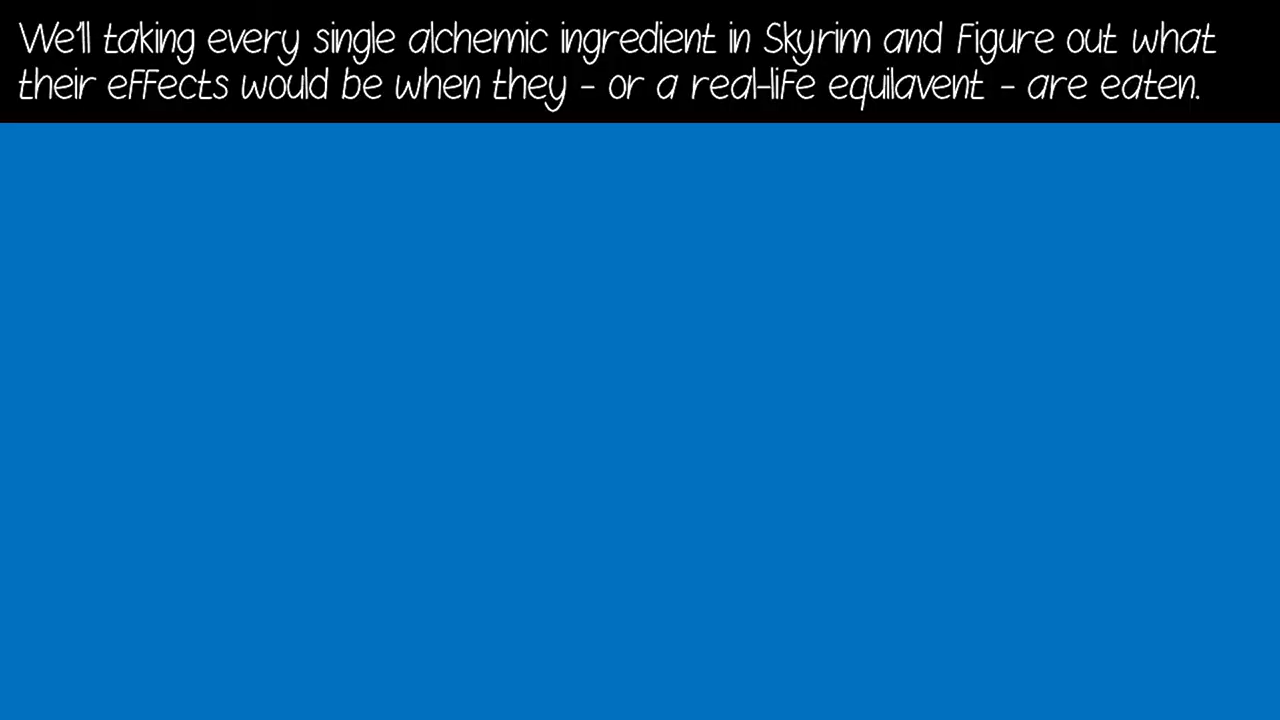 We'll taking every single alchemic ingredient in Skyrim and Figure out what
their eFFects would be when they - or a real-liFe equilavent - are eaten.